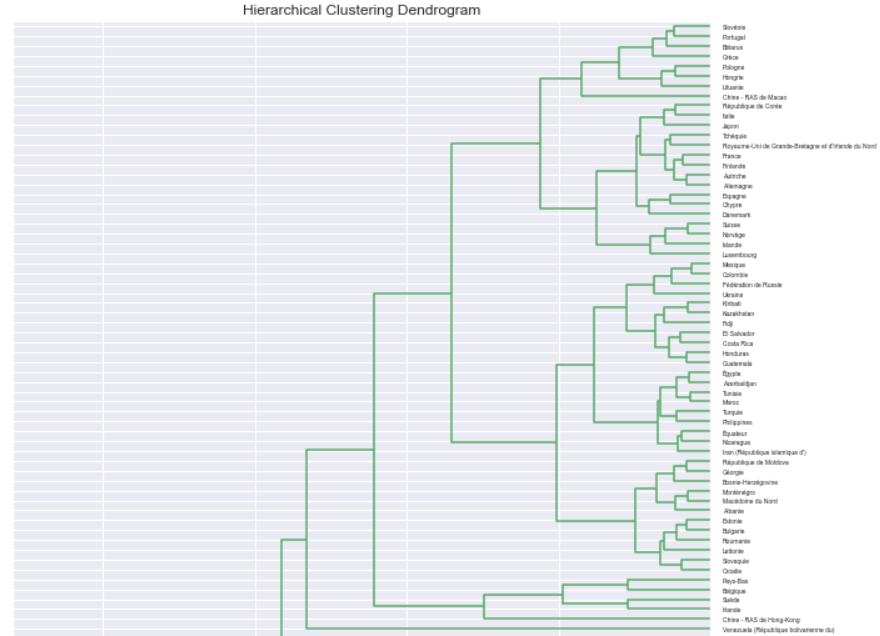 Hierarchical Clustering Dendrogram
Slovénie
Portugal
Bélarus
Grèce
Pologne
Hongrie
Lituanie
Chine - RAS de Macao
République de Corée
Italie
Japon
Tchéquie
Royaume-Uni de Grande-Bretagne et d'Irlande du Nord
France
Finlande
Autriche
Allemagne
Espagne
Chypre
Danemark
Suisse
Norvège
Islande
Luxembourg
Mexique
Colombie
Fédération de Russie
Ukraine
Kiribati
Kazakhstan
Fidji
El Salvador
Costa Rica
Honduras
Guatemala
Égypte
Azerbaïdjan
Tunisie
Maroc
Turquie
Philippines
Équateur
Nicaragua
Iran (République islamique d')
République de Moldova
Géorgie
Bosnie-Herzégovine
Monténégro
Macédoine du Nord
Albanie
Estonie
Bulgarie
Roumanie
Lettonie
Slovaquie
Croatie
Pays-Bas
Belgique
Suède
Irlande
Chine - RAS de Hong-Kong
Venezuela (République bolivarienne du)